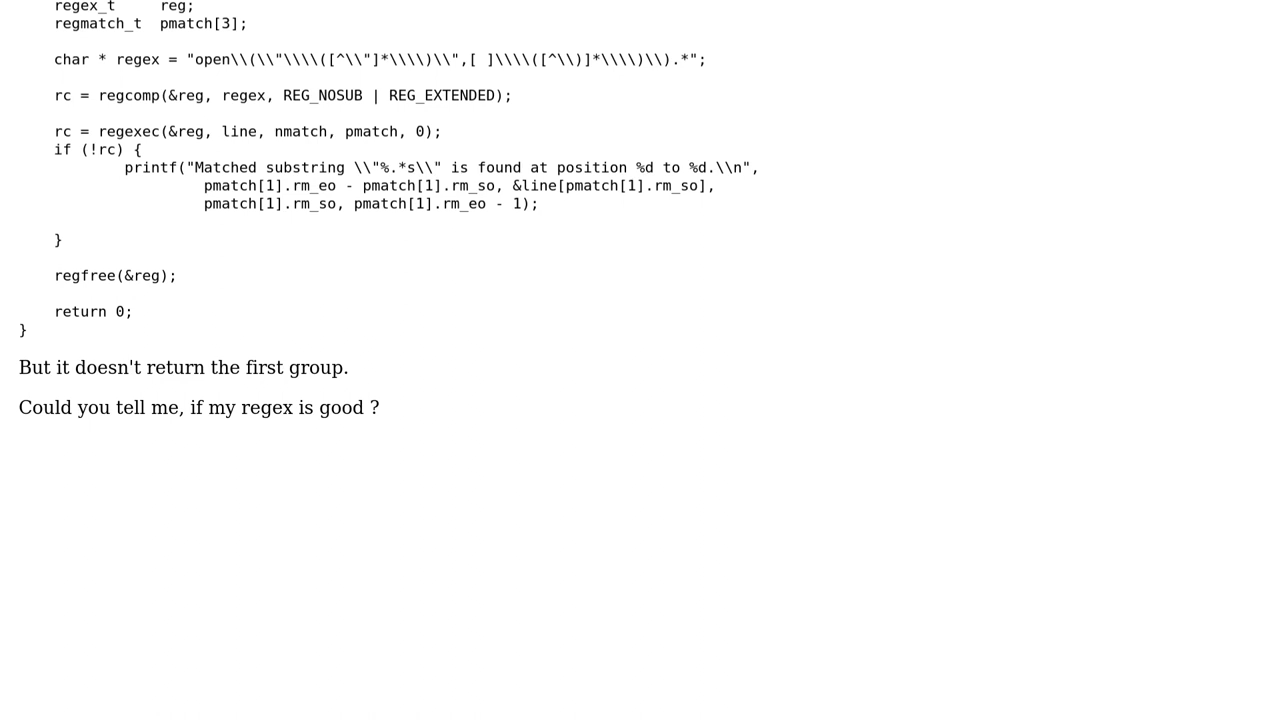 regex_t     reg;
regmatch_t  pmatch[3];
char * regex = "open\\(\\"\\\\([^\\"]*\\\\)\\",[ ]\\\\([^\\)]*\\\\)\\).*";
rc = regcomp(&reg, regex, REG_NOSUB | REG_EXTENDED);
rc = regexec(&reg, line, nmatch, pmatch, 0);
if (!rc) {
printf("Matched substring \\"%.*s\\" is found at position %d to %d.\\n",
pmatch[1].rm_eo - pmatch[1].rm_so, &line[pmatch[1].rm_so],
pmatch[1].rm_so, pmatch[1].rm_eo - 1);
}
regfree(&reg);
return 0;
}
But it doesn't return the first group.
Could you tell me, if my regex is good ?